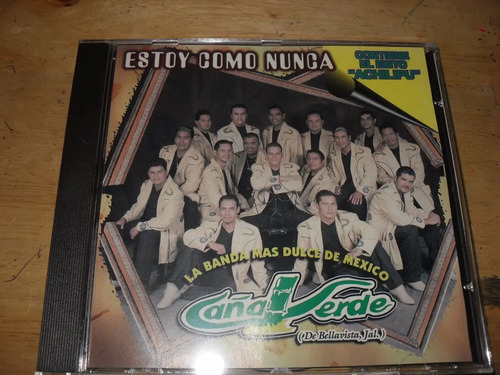 ESTOY COMO NUNCA
CONTIENE
EL EXITO
"ACHILIPU"
LA BANDA MAS DULCE DE MEXICO
Caña Verde
(De Bellavista, Jal.)